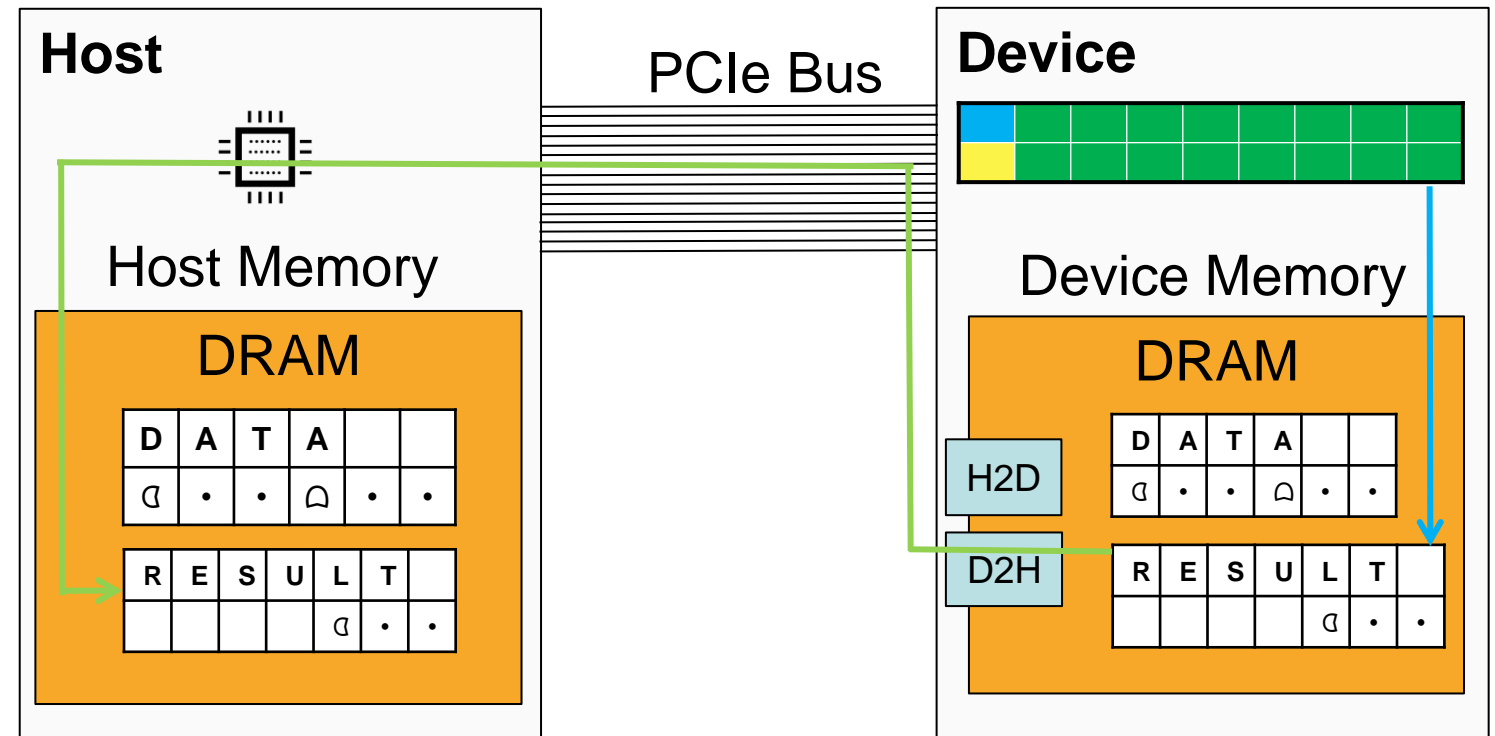 Host
PCIe Bus
Device
Host Memory
Device Memory
DRAM
DRAM
D A T A
D A T A
H2D
R E S U L T
D2H
R E S U L T